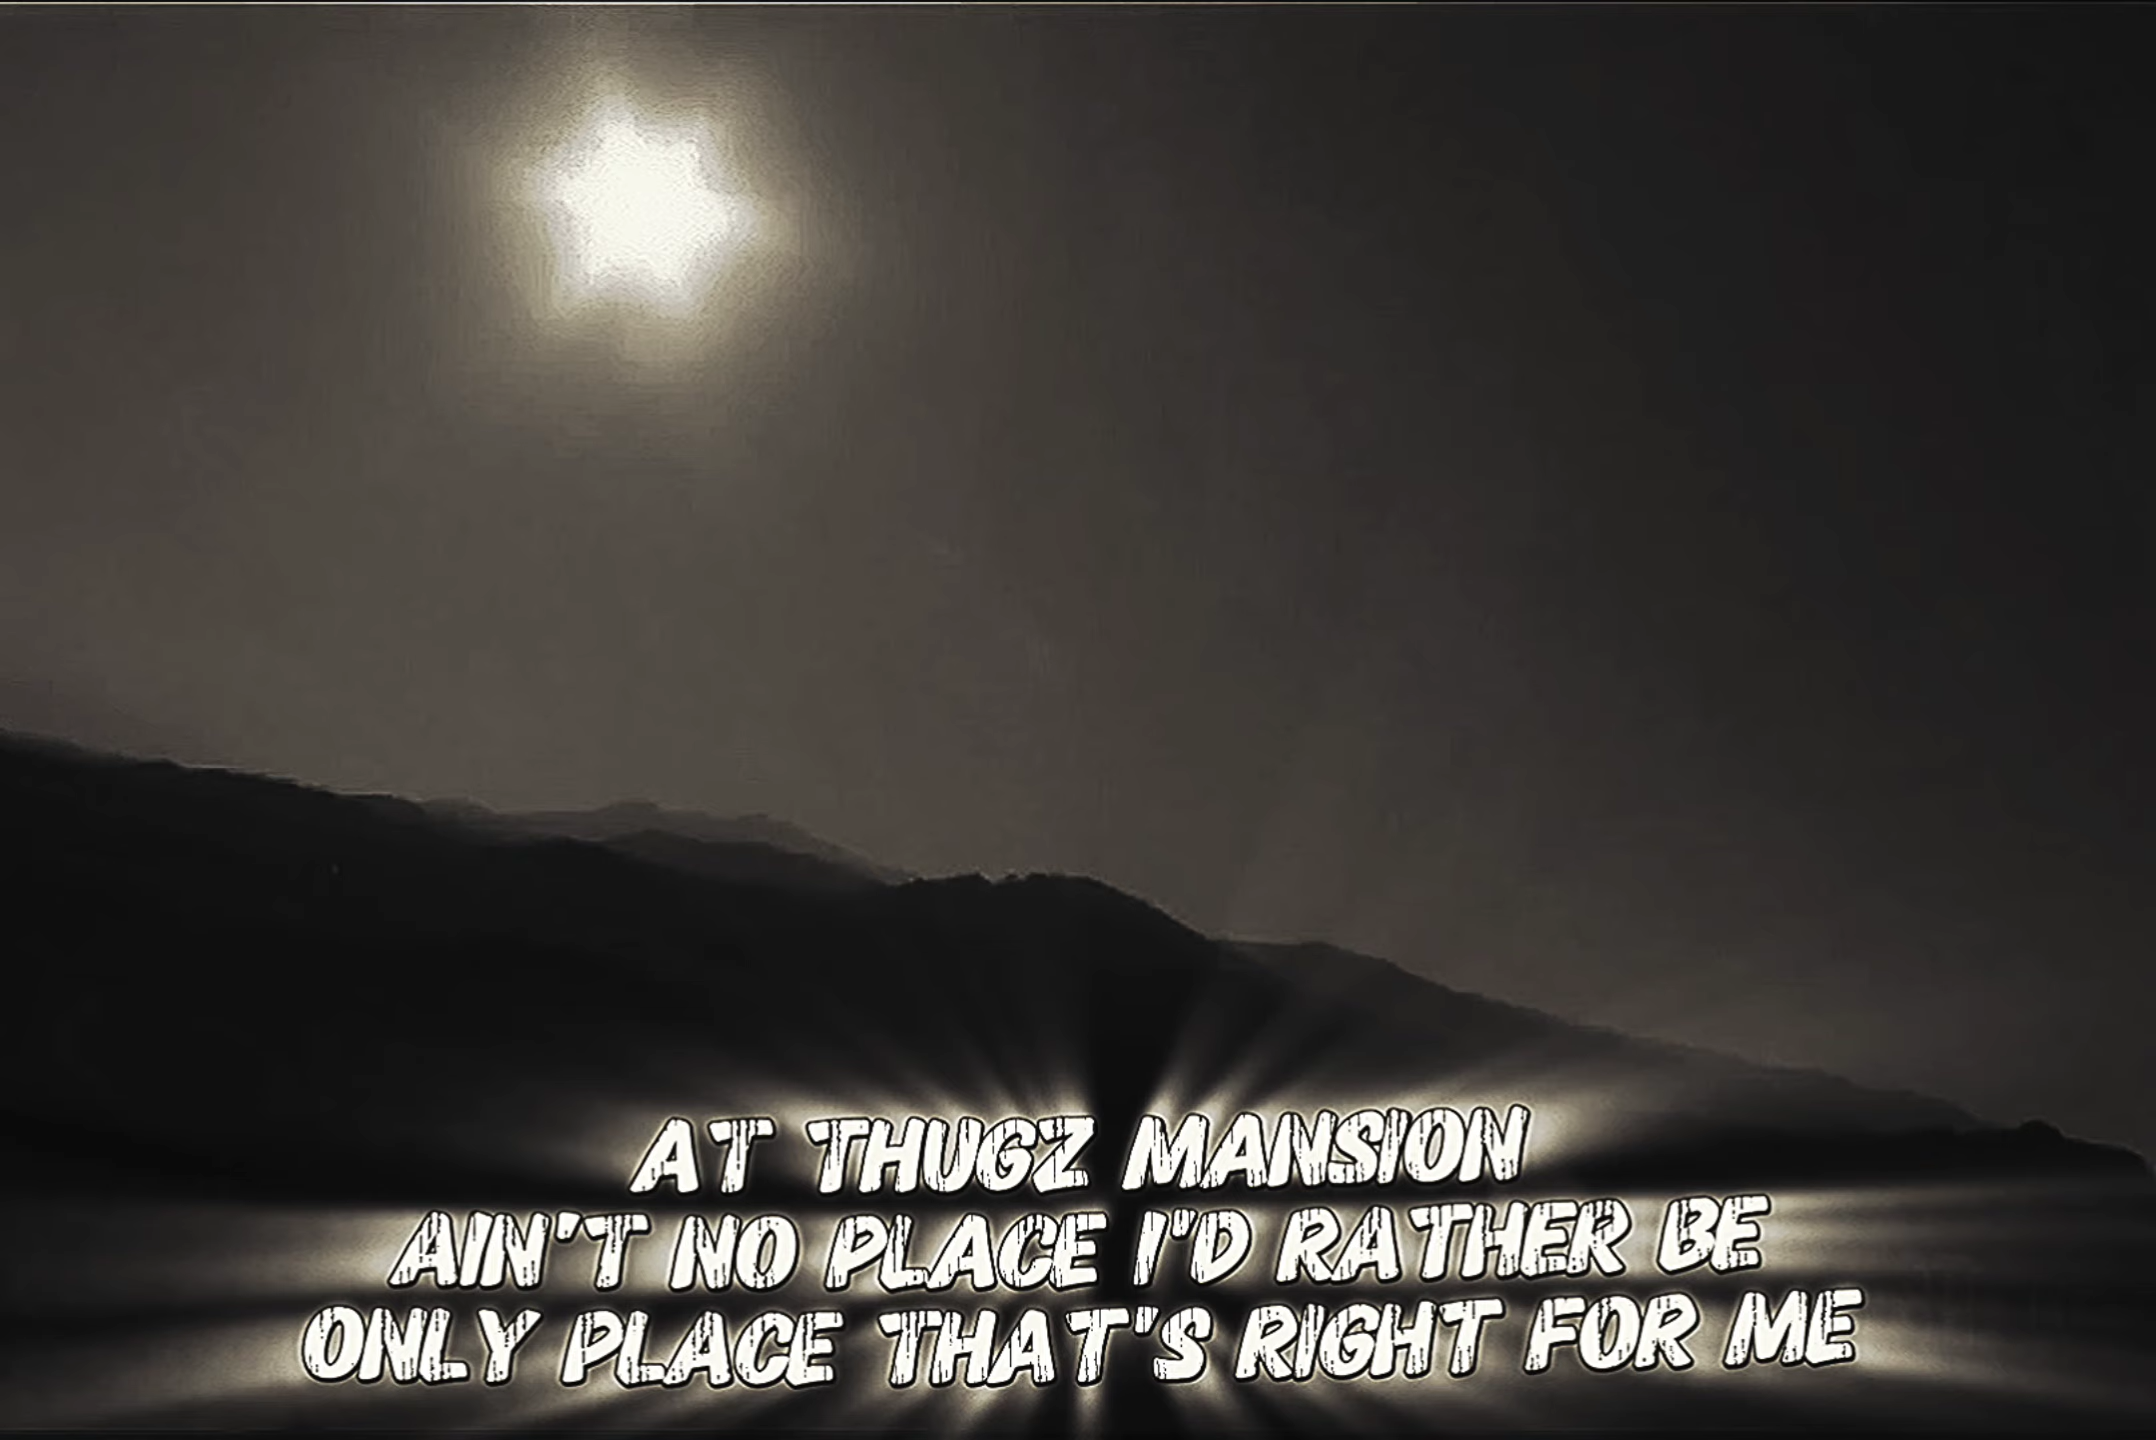 AT THUGZ MANSION
AIN'T NO PLACE I'D RATHER BE
ONLY PLACE THAT'S RIGHT FOR ME